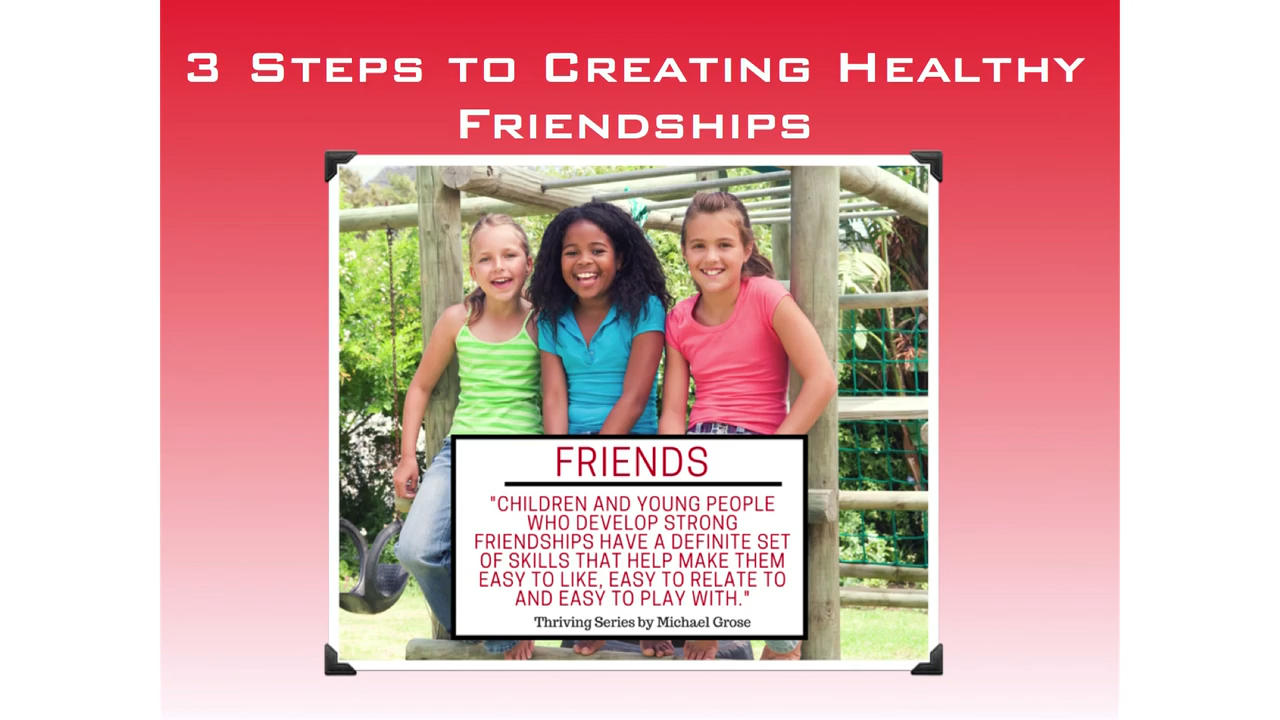 3 Steps to Creating Healthy
Friendships
FRIENDS
"CHILDREN AND YOUNG PEOPLE
WHO DEVELOP STRONG
FRIENDSHIPS HAVE A DEFINITE SET
OF SKILLS THAT HELP MAKE THEM
EASY TO LIKE, EASY TO RELATE TO
AND EASY TO PLAY WITH."
Thriving Series by Michael Grose